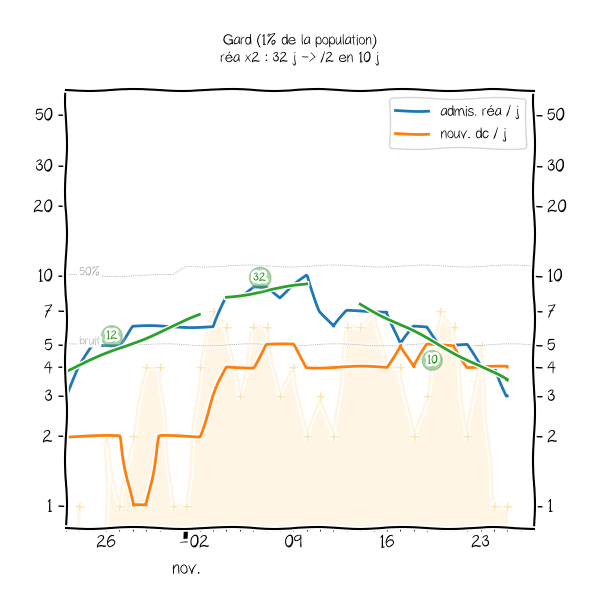 Gard (1% de la population)
réa x2 : 32 j -> /2 en 10 j
admis. réa / j
nouv. dc / j
50 50
30 30
20 20
50%
10 10
32
7 7
12
bruit
5 5
10
4 4
3 3
2 2
1 1
26 02 09 16 23
nov.